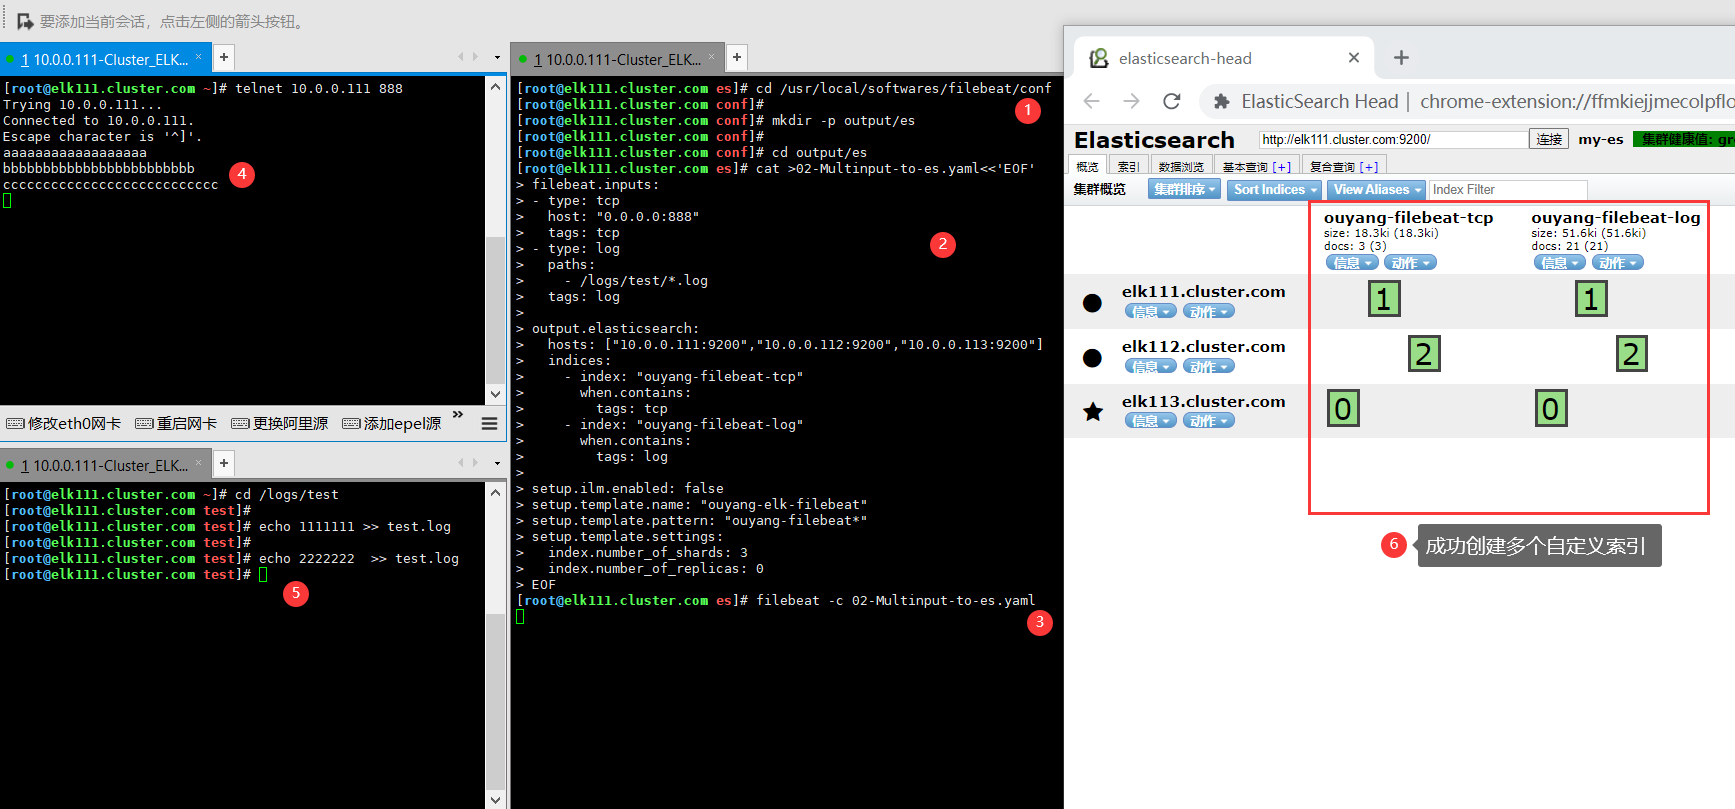 要添加当前会话，点击左侧的箭头按钮。
1 10.0.0.111-Cluster_ELK... × +
[root@elk111.cluster.com ~]# telnet 10.0.0.111 888
Trying 10.0.0.111...
Connected to 10.0.0.111.
Escape character is '^]'.
aaaaaaaaaaaaaaaaaa
bbbbbbbbbbbbbbbbbbbbbbbb
ccccccccccccccccccccccccccc
4
修改eth0网卡 重启网卡 更换阿里源 添加epel源 »
1 10.0.0.111-Cluster_ELK... × +
[root@elk111.cluster.com ~]# cd /logs/test
[root@elk111.cluster.com test]#
[root@elk111.cluster.com test]# echo 1111111 >> test.log
[root@elk111.cluster.com test]#
[root@elk111.cluster.com test]# echo 2222222  >> test.log
[root@elk111.cluster.com test]#
5
1 10.0.0.111-Cluster_ELK... × +
[root@elk111.cluster.com es]# cd /usr/local/softwares/filebeat/conf
[root@elk111.cluster.com conf]#
1
[root@elk111.cluster.com conf]# mkdir -p output/es
[root@elk111.cluster.com conf]#
[root@elk111.cluster.com conf]# cd output/es
[root@elk111.cluster.com es]# cat >02-Multinput-to-es.yaml<<'EOF'
> filebeat.inputs:
> - type: tcp
>   host: "0.0.0.0:888"
>   tags: tcp
> - type: log
2
>   paths:
>     - /logs/test/*.log
>   tags: log
>
> output.elasticsearch:
>   hosts: ["10.0.0.111:9200","10.0.0.112:9200","10.0.0.113:9200"]
>   indices:
>     - index: "ouyang-filebeat-tcp"
>       when.contains:
>         tags: tcp
>     - index: "ouyang-filebeat-log"
>       when.contains:
>         tags: log
>
> setup.ilm.enabled: false
> setup.template.name: "ouyang-elk-filebeat"
> setup.template.pattern: "ouyang-filebeat*"
> setup.template.settings:
>   index.number_of_shards: 3
>   index.number_of_replicas: 0
> EOF
[root@elk111.cluster.com es]# filebeat -c 02-Multinput-to-es.yaml
3
elasticsearch-head × +
ElasticSearch Head | chrome-extension://ffmkiejjmecolpflo
Elasticsearch http://elk111.cluster.com:9200/ 连接 my-es 集群健康值: gr
概览 索引 数据浏览 基本查询 [+] 复合查询 [+]
集群概览 集群排序 Sort Indices View Aliases Index Filter
ouyang-filebeat-tcp ouyang-filebeat-log
size: 18.3ki (18.3ki) size: 51.6ki (51.6ki)
docs: 3 (3) docs: 21 (21)
信息 动作 信息 动作
elk111.cluster.com 1 1
信息 动作
elk112.cluster.com 2 2
信息 动作
elk113.cluster.com 0 0
信息 动作
6 成功创建多个自定义索引